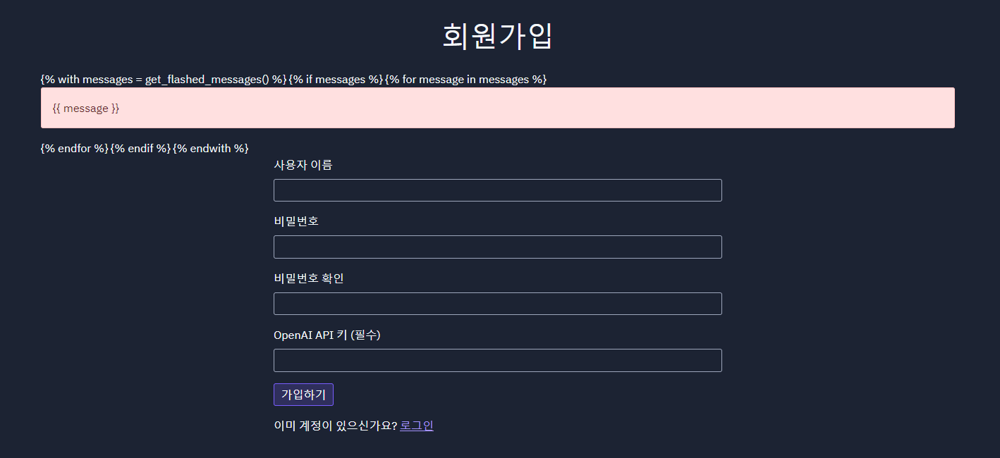 회원가입
{% with messages = get_flashed_messages() %} {% if messages %} {% for message in messages %}
{{ message }}
{% endfor %} {% endif %} {% endwith %}
사용자 이름
비밀번호
비밀번호 확인
OpenAI API 키 (필수)
가입하기
이미 계정이 있으신가요? 로그인